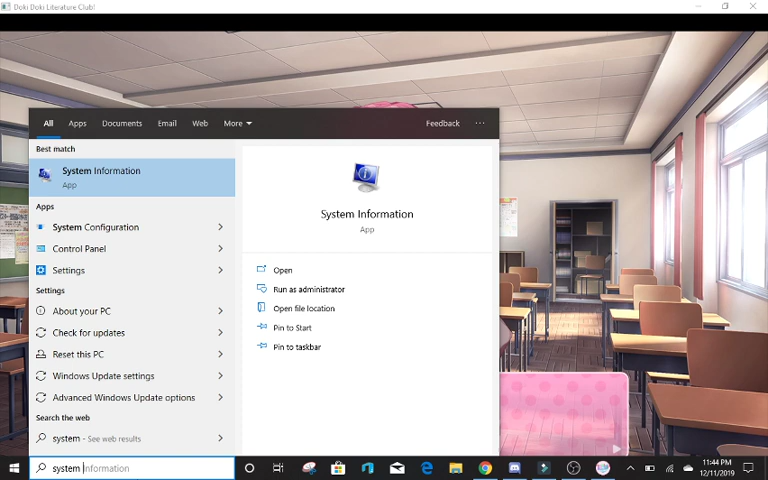 Doki Doki Literature Club!
All Apps Documents Email Web More Feedback ...
Best match
System Information
App
Apps
System Configuration
Control Panel
Settings
Settings
About your PC
Check for updates
Reset this PC
Windows Update settings
Advanced Windows Update options
Search the web
system - See web results
System Information
App
Open
Run as administrator
Open file location
Pin to Start
Pin to taskbar
system information
11:44 PM
12/11/2019